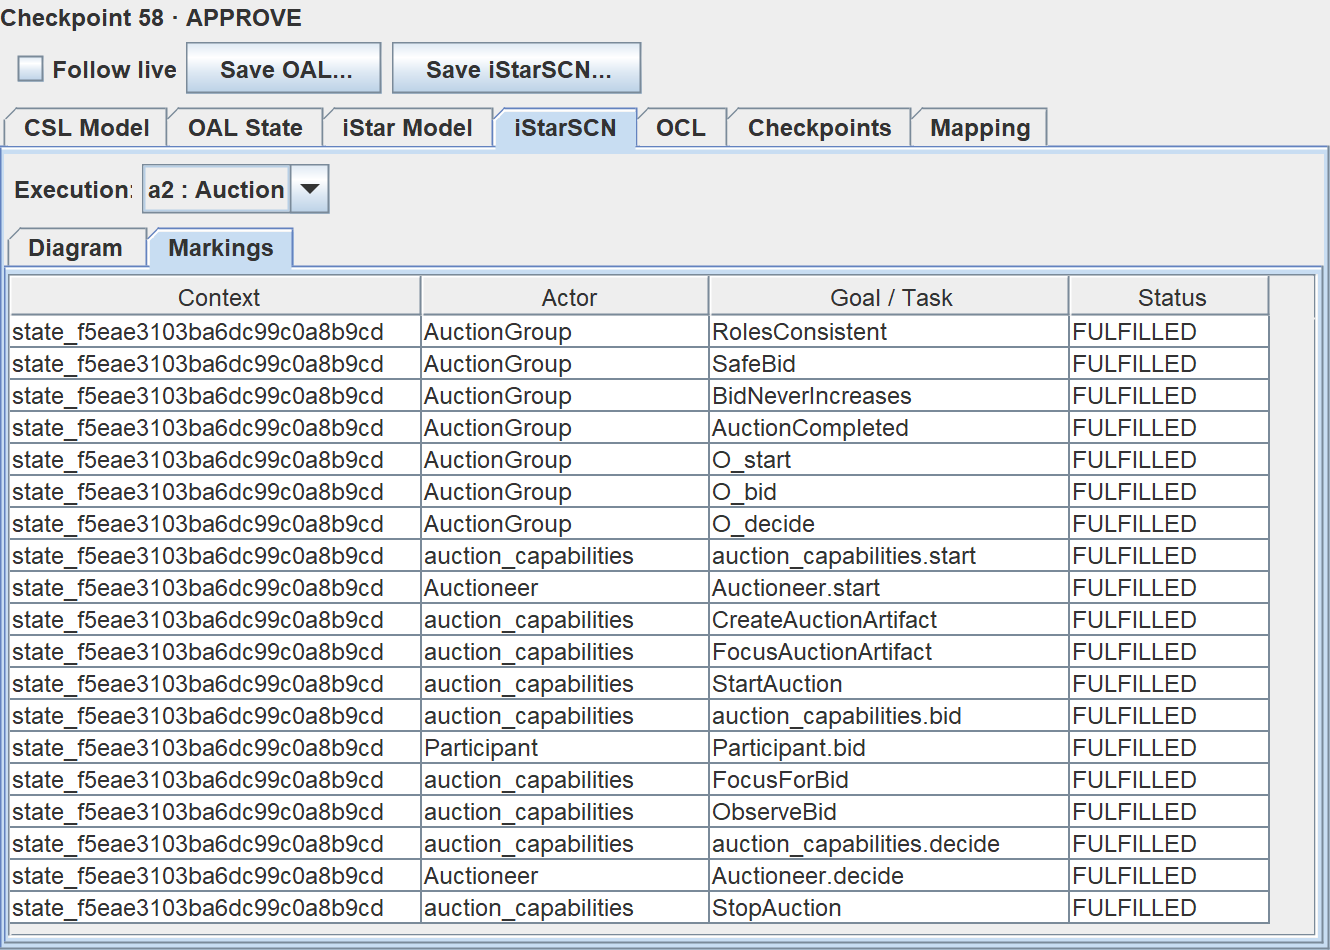 Checkpoint 58 · APPROVE
Follow live Save OAL... Save iStarSCN...
CSL Model OAL State iStar Model iStarSCN OCL Checkpoints Mapping
Execution: a2 : Auction
Diagram Markings
Context Actor Goal / Task Status
state_f5eae3103ba6dc99c0a8b9cd AuctionGroup RolesConsistent FULFILLED
state_f5eae3103ba6dc99c0a8b9cd AuctionGroup SafeBid FULFILLED
state_f5eae3103ba6dc99c0a8b9cd AuctionGroup BidNeverIncreases FULFILLED
state_f5eae3103ba6dc99c0a8b9cd AuctionGroup AuctionCompleted FULFILLED
state_f5eae3103ba6dc99c0a8b9cd AuctionGroup O_start FULFILLED
state_f5eae3103ba6dc99c0a8b9cd AuctionGroup O_bid FULFILLED
state_f5eae3103ba6dc99c0a8b9cd AuctionGroup O_decide FULFILLED
state_f5eae3103ba6dc99c0a8b9cd auction_capabilities auction_capabilities.start FULFILLED
state_f5eae3103ba6dc99c0a8b9cd Auctioneer Auctioneer.start FULFILLED
state_f5eae3103ba6dc99c0a8b9cd auction_capabilities CreateAuctionArtifact FULFILLED
state_f5eae3103ba6dc99c0a8b9cd auction_capabilities FocusAuctionArtifact FULFILLED
state_f5eae3103ba6dc99c0a8b9cd auction_capabilities StartAuction FULFILLED
state_f5eae3103ba6dc99c0a8b9cd auction_capabilities auction_capabilities.bid FULFILLED
state_f5eae3103ba6dc99c0a8b9cd Participant Participant.bid FULFILLED
state_f5eae3103ba6dc99c0a8b9cd auction_capabilities FocusForBid FULFILLED
state_f5eae3103ba6dc99c0a8b9cd auction_capabilities ObserveBid FULFILLED
state_f5eae3103ba6dc99c0a8b9cd auction_capabilities auction_capabilities.decide FULFILLED
state_f5eae3103ba6dc99c0a8b9cd Auctioneer Auctioneer.decide FULFILLED
state_f5eae3103ba6dc99c0a8b9cd auction_capabilities StopAuction FULFILLED